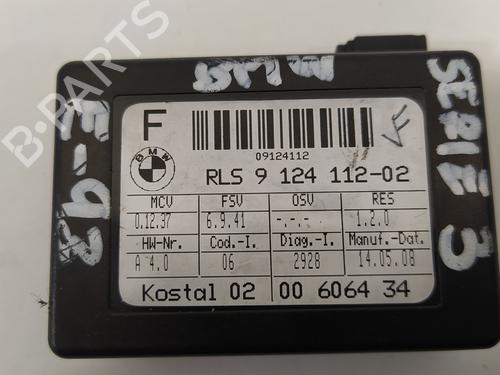 SERIE 3
E-93
F
BMW
09124112
RLS 9 124 112-02
MCV FSV OSV RES
0.12.37 6.9.41 -.-.- 1.2.0
HW-Nr. Cod.-I. Diag.-I. Manuf.-Dat.
A 4.0 06 2928 14.05.08
Kostal 02 00 6064 34
B-PARTS